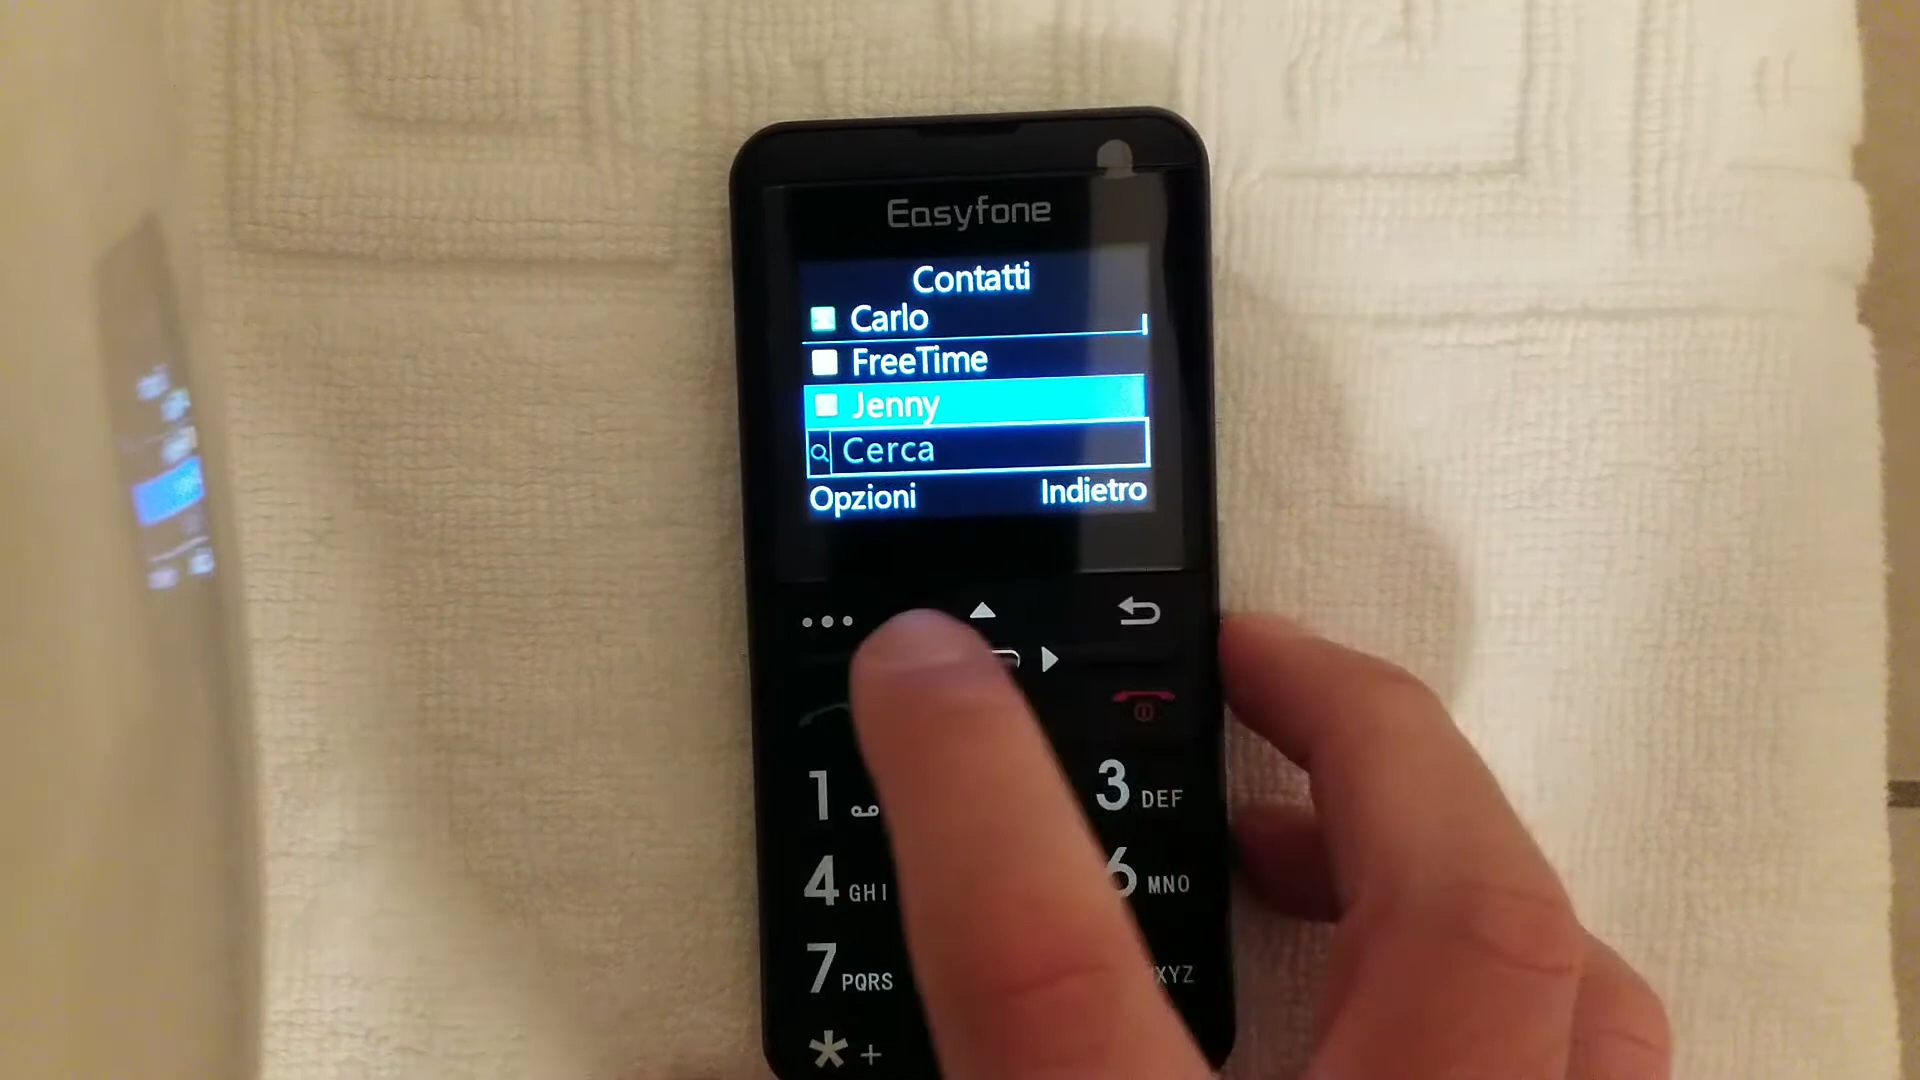 Easyfone
Contatti
Carlo
FreeTime
Jenny
Cerca
Opzioni Indietro
1 3 DEF
4 GHI 6 MNO
7 PQRS XYZ
* +